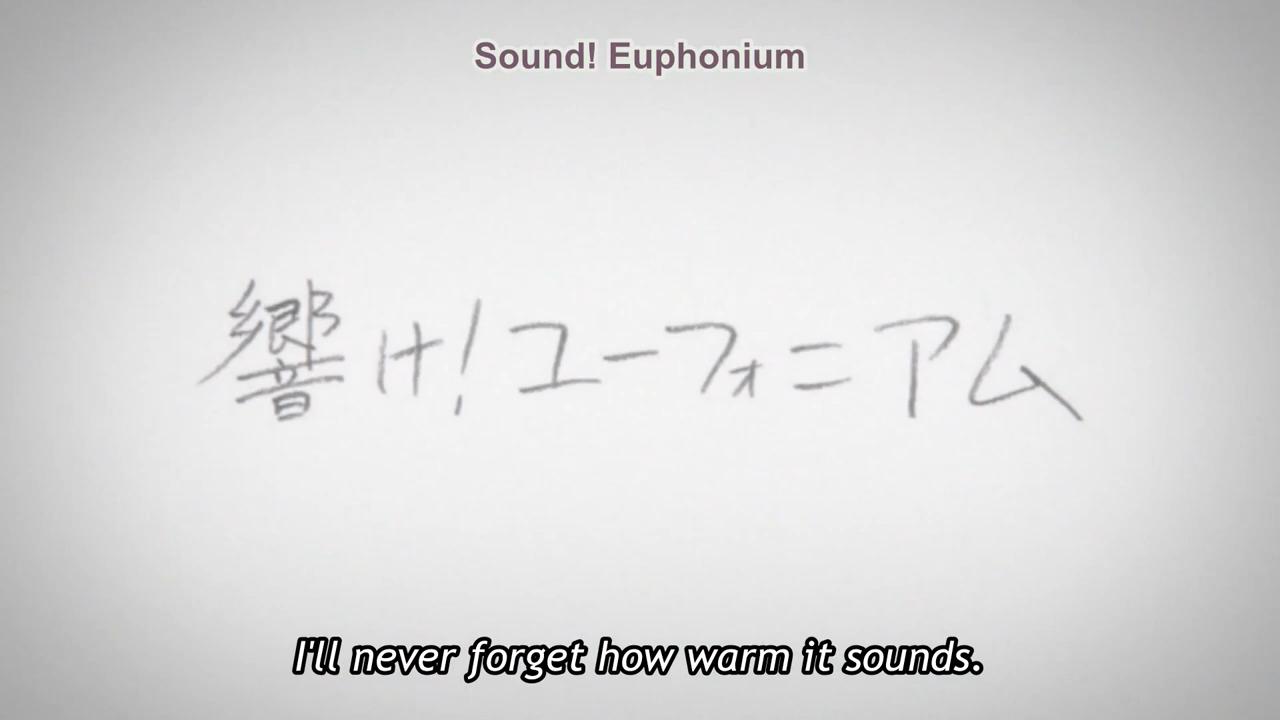 Sound! Euphonium
響け!ユーフォニアム
I'll never forget how warm it sounds.